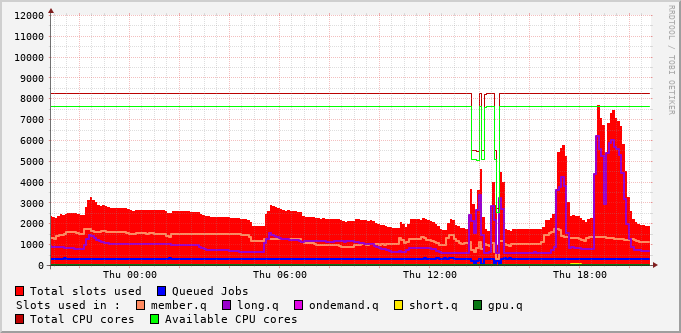 12000
11000
10000
9000
8000
7000
6000
5000
4000
3000
2000
1000
0
Thu 00:00 Thu 06:00 Thu 12:00 Thu 18:00
RRDTOOL / TOBI OETIKER
Total slots used Queued Jobs
Slots used in : member.q long.q ondemand.q short.q gpu.q
Total CPU cores Available CPU cores